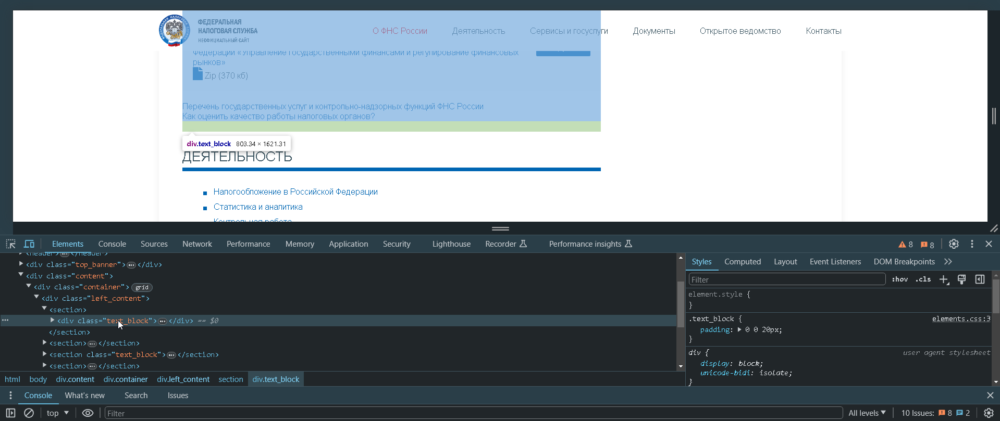 ФЕДЕРАЛЬНАЯ
НАЛОГОВАЯ СЛУЖБА
НЕОФИЦИАЛЬНЫЙ САЙТ
О ФНС России Деятельность Сервисы и госуслуги Документы Открытое ведомство Контакты
Федерации «Управление государственными финансами и регулирование финансовых
рынков»
Zip (370 кб)
Перечень государственных услуг и контрольно-надзорных функций ФНС России
Как оценить качество работы налоговых органов?
div.text_block 803.34 × 1621.31
ДЕЯТЕЛЬНОСТЬ
Налогообложение в Российской Федерации
Статистика и аналитика
Контрольная работа
Elements Console Sources Network Performance Memory Application Security Lighthouse Recorder Performance insights 8 8
<header> ••• </header>
<div class="top_banner"> ••• </div>
<div class="content">
<div class="container"> grid
<div class="left_content">
<section>
••• <div class="text_block"> ••• </div> == $0
</section>
<section> ••• </section>
<section class="text_block"> ••• </section>
<section> ••• </section>
html body div.content div.container div.left_content section div.text_block
Styles Computed Layout Event Listeners DOM Breakpoints
Filter :hov .cls
element.style {
}
.text_block { elements.css:3
padding: 0 0 20px;
}
div { user agent stylesheet
display: block;
unicode-bidi: isolate;
}
Console What's new Search Issues
top Filter All levels 10 Issues: 8 2